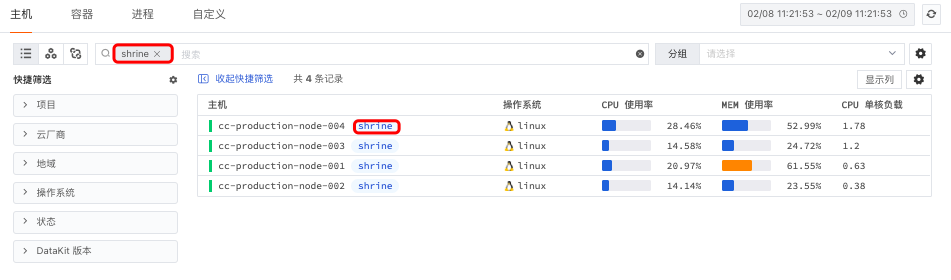 主机 容器 进程 自定义 02/08 11:21:53 ~ 02/09 11:21:53
shrine × 搜索 分组 请选择
快捷筛选 收起快捷筛选 共 4 条记录 显示列
项目
云厂商
地域
操作系统
状态
DataKit 版本
主机 操作系统 CPU 使用率 MEM 使用率 CPU 单核负载
cc-production-node-004 shrine linux 28.46% 52.99% 1.78
cc-production-node-003 shrine linux 14.58% 24.72% 1.2
cc-production-node-001 shrine linux 20.97% 61.55% 0.63
cc-production-node-002 shrine linux 14.14% 23.55% 0.38